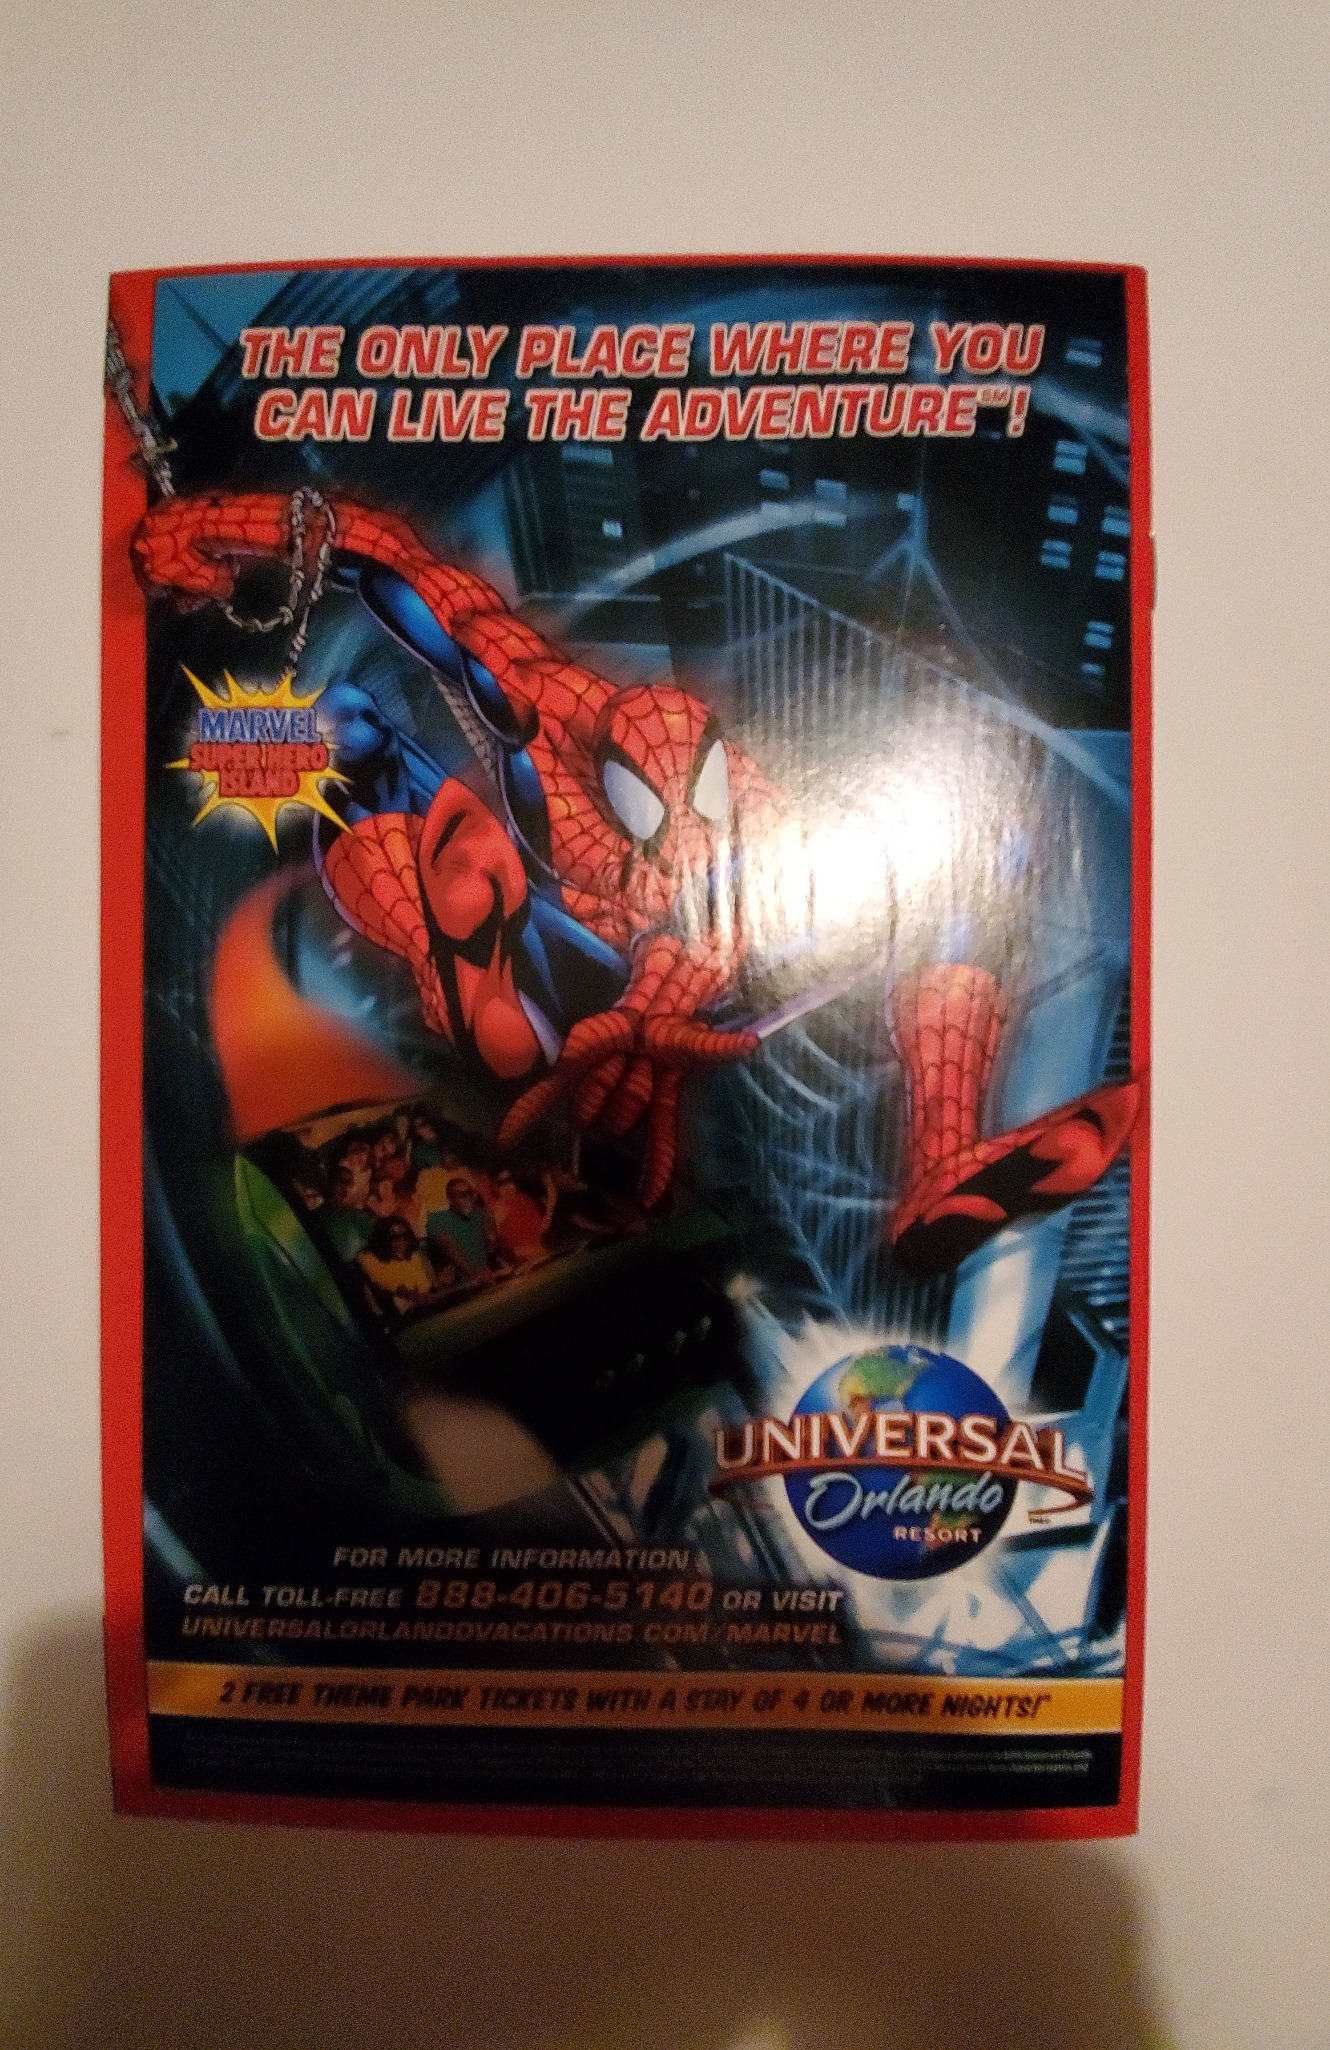 THE ONLY PLACE WHERE YOU
CAN LIVE THE ADVENTURE℠!
MARVEL
SUPER HERO
ISLAND
UNIVERSAL
Orlando
RESORT
FOR MORE INFORMATION
CALL TOLL-FREE 888-406-5140 OR VISIT
UNIVERSALORLANDOVACATIONS.COM/MARVEL
2 FREE THEME PARK TICKETS WITH A STAY OF 4 OR MORE NIGHTS!*